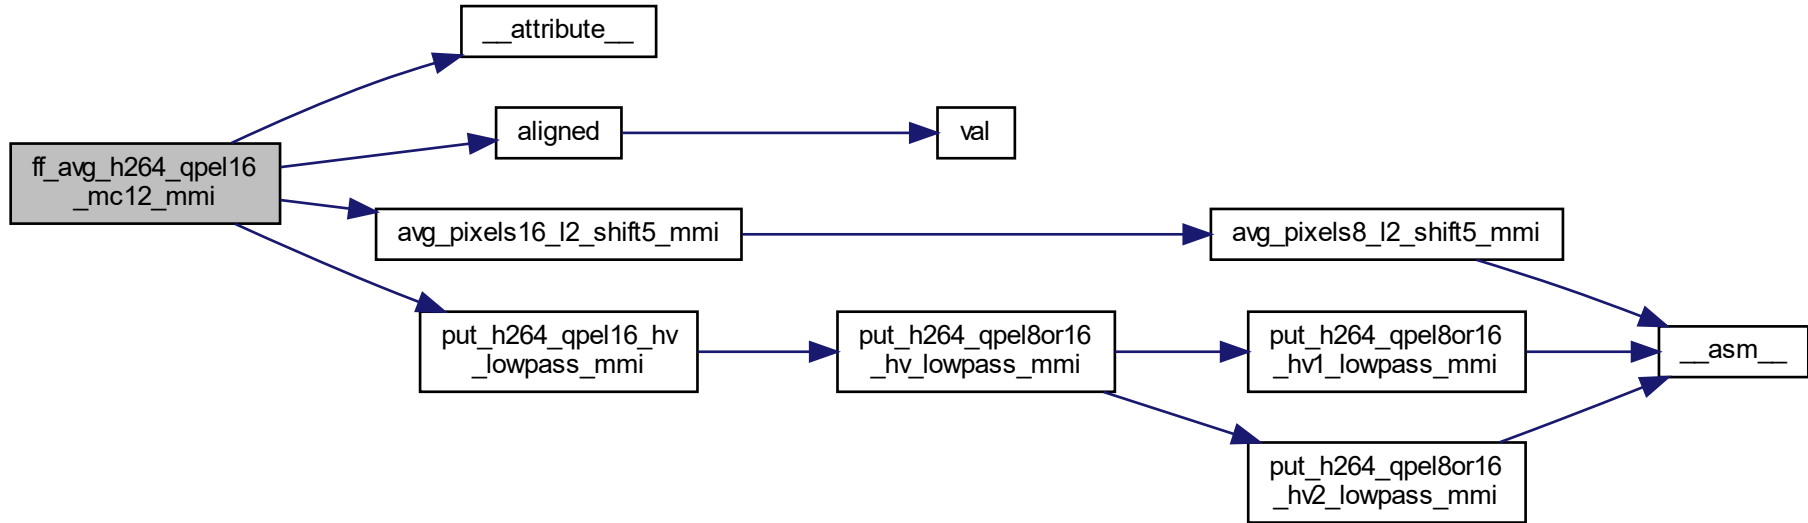 __attribute__
aligned
val
ff_avg_h264_qpel16
_mc12_mmi
avg_pixels16_l2_shift5_mmi
avg_pixels8_l2_shift5_mmi
put_h264_qpel16_hv
_lowpass_mmi
put_h264_qpel8or16
_hv_lowpass_mmi
put_h264_qpel8or16
_hv1_lowpass_mmi
__asm__
put_h264_qpel8or16
_hv2_lowpass_mmi